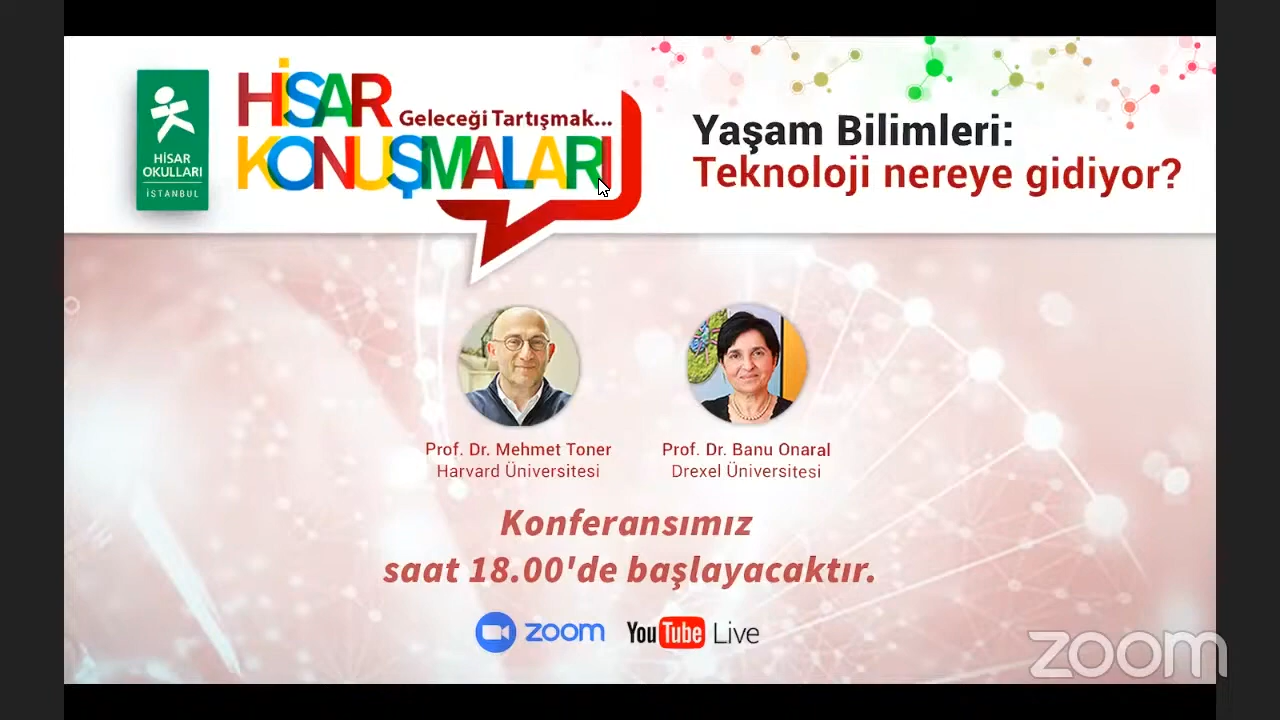 HİSAR
OKULLARI
İSTANBUL
HİSAR
Geleceği Tartışmak...
KONUŞMALARI
Yaşam Bilimleri:
Teknoloji nereye gidiyor?
Prof. Dr. Mehmet Toner
Harvard Üniversitesi
Prof. Dr. Banu Onaral
Drexel Üniversitesi
Konferansımız
saat 18.00'de başlayacaktır.
zoom
YouTube Live
zoom